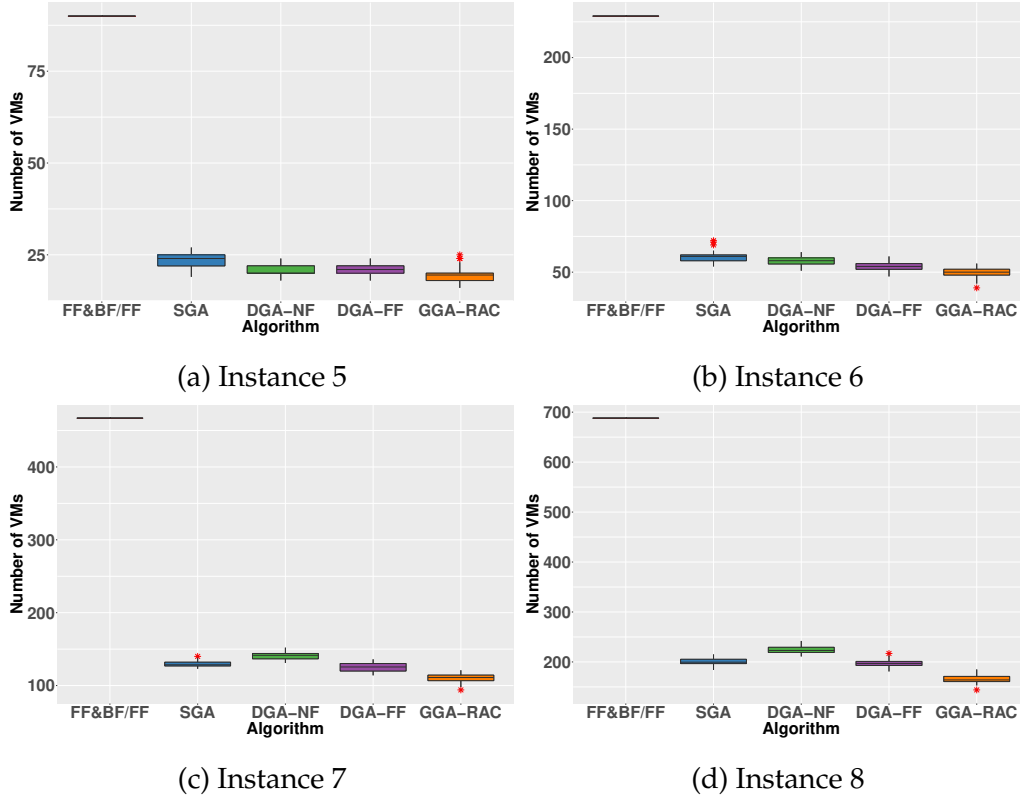 Number of VMs
75
50
25
FF&BF/FF SGA DGA−NF DGA−FF GGA−RAC
Algorithm
(a) Instance 5
Number of VMs
200
150
100
50
FF&BF/FF SGA DGA−NF DGA−FF GGA−RAC
Algorithm
(b) Instance 6
Number of VMs
400
300
200
100
FF&BF/FF SGA DGA−NF DGA−FF GGA−RAC
Algorithm
(c) Instance 7
Number of VMs
700
600
500
400
300
200
FF&BF/FF SGA DGA−NF DGA−FF GGA−RAC
Algorithm
(d) Instance 8